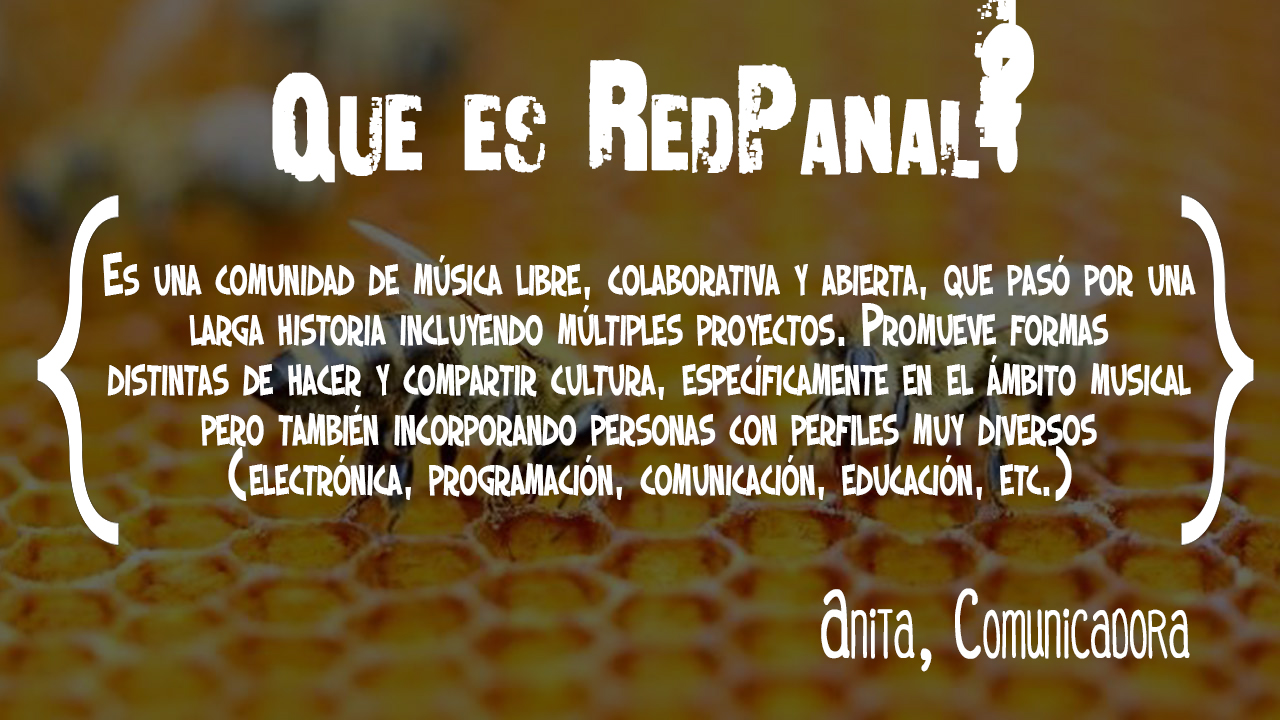 Que es RedPanal?
Es una comunidad de música libre, colaborativa y abierta, que pasó por una
larga historia incluyendo múltiples proyectos. Promueve formas
distintas de hacer y compartir cultura, específicamente en el ámbito musical
pero también incorporando personas con perfiles muy diversos
(electrónica, programación, comunicación, educación, etc.)
Anita, Comunicadora